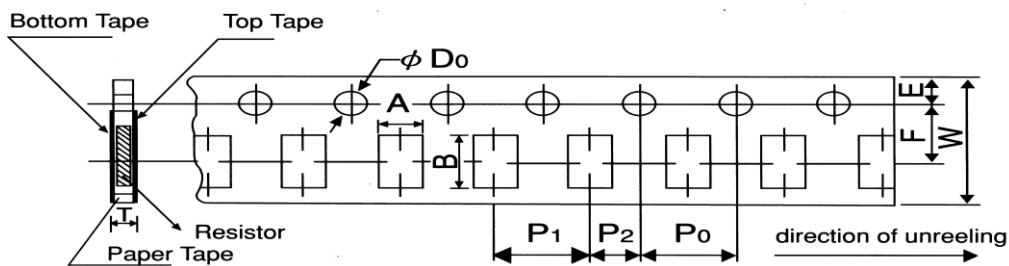 Bottom Tape
Top Tape
ϕ D0
A
B
E
F
W
T
Resistor
Paper Tape
P1
P2
P0
direction of unreeling